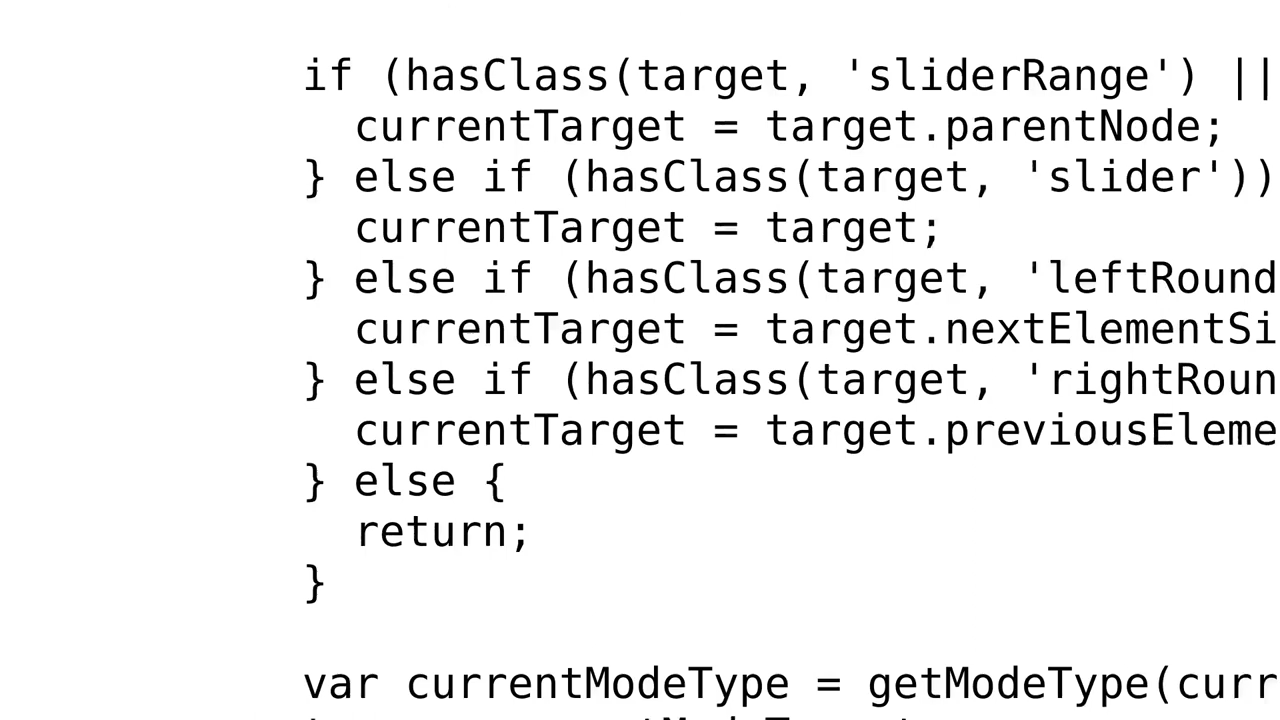 if (hasClass(target, 'sliderRange') ||
currentTarget = target.parentNode;
} else if (hasClass(target, 'slider'))
currentTarget = target;
} else if (hasClass(target, 'leftRound
currentTarget = target.nextElementSi
} else if (hasClass(target, 'rightRoun
currentTarget = target.previousEleme
} else {
return;
}
var currentModeType = getModeType(curr